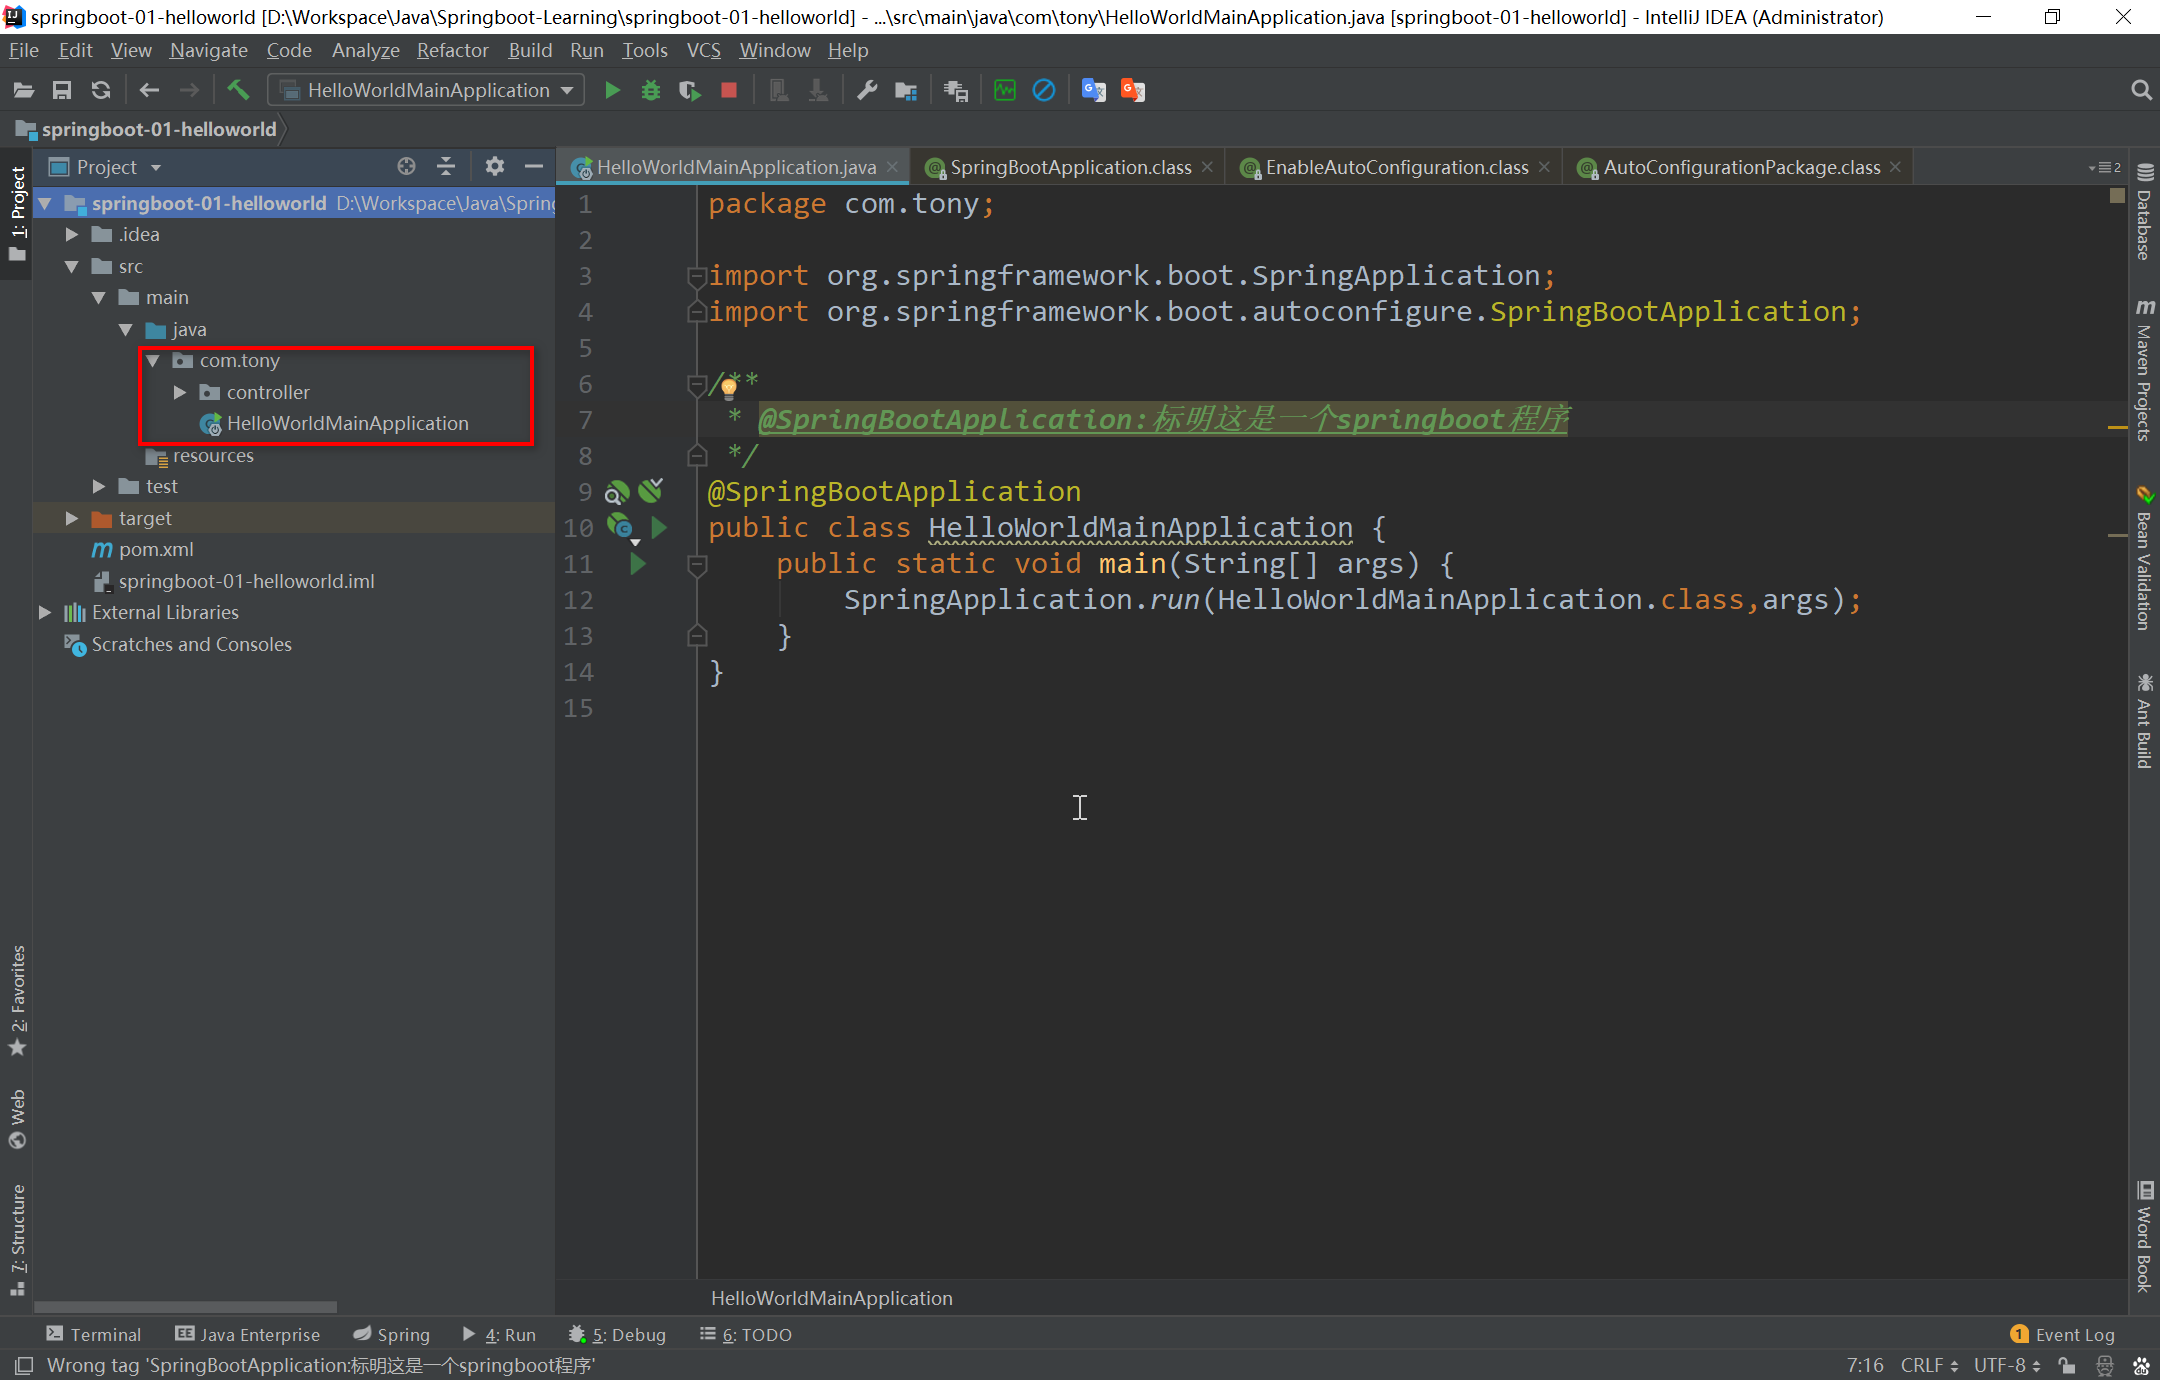 springboot-01-helloworld [D:\Workspace\Java\Springboot-Learning\springboot-01-helloworld] - ...\src\main\java\com\tony\HelloWorldMainApplication.java [springboot-01-helloworld] - IntelliJ IDEA (Administrator)
File Edit View Navigate Code Analyze Refactor Build Run Tools VCS Window Help
HelloWorldMainApplication
springboot-01-helloworld
Project
HelloWorldMainApplication.java
SpringBootApplication.class
EnableAutoConfiguration.class
AutoConfigurationPackage.class
2
1: Project
springboot-01-helloworld D:\Workspace\Java\Spring
.idea
src
main
java
com.tony
controller
HelloWorldMainApplication
resources
test
target
pom.xml
springboot-01-helloworld.iml
External Libraries
Scratches and Consoles
2: Favorites
Web
7: Structure
1 package com.tony;
2
3 import org.springframework.boot.SpringApplication;
4 import org.springframework.boot.autoconfigure.SpringBootApplication;
5
6 /**
7 * @SpringBootApplication:标明这是一个springboot程序
8 */
9 @SpringBootApplication
10 public class HelloWorldMainApplication {
11 public static void main(String[] args) {
12 SpringApplication.run(HelloWorldMainApplication.class,args);
13 }
14 }
15
HelloWorldMainApplication
Database
Maven Projects
Bean Validation
Ant Build
Word Book
Terminal Java Enterprise Spring 4: Run 5: Debug 6: TODO 1 Event Log
Wrong tag 'SpringBootApplication:标明这是一个springboot程序' 7:16 CRLF UTF-8